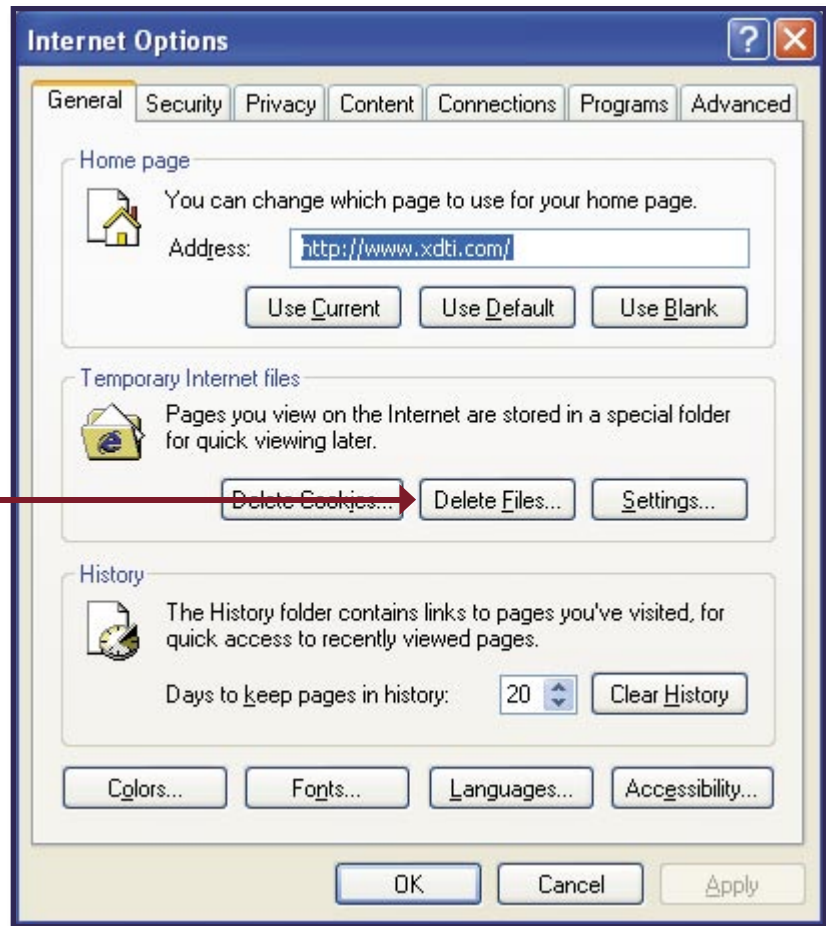 Internet Options
General Security Privacy Content Connections Programs Advanced
Home page
You can change which page to use for your home page.
Address: http://www.xdti.com/
Use Current Use Default Use Blank
Temporary Internet files
Pages you view on the Internet are stored in a special folder
for quick viewing later.
Delete Cookies... Delete Files... Settings...
History
The History folder contains links to pages you've visited, for
quick access to recently viewed pages.
Days to keep pages in history: 20 Clear History
Colors... Fonts... Languages... Accessibility...
OK Cancel Apply